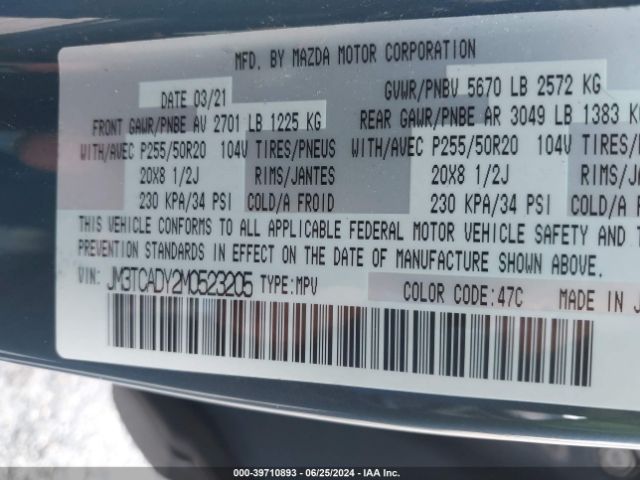 MFD. BY MAZDA MOTOR CORPORATION
DATE 03/21 GVWR/PNBV 5670 LB 2572 KG
FRONT GAWR/PNBE AV 2701 LB 1225 KG REAR GAWR/PNBE AR 3049 LB 1383 K
WITH/AVEC P255/50R20 104V TIRES/PNEUS WITH/AVEC P255/50R20 104V TIRES/
20X8 1/2J RIMS/JANTES 20X8 1/2J RIMS/JANTES
230 KPA/34 PSI COLD/A FROID 230 KPA/34 PSI COLD/A FR
THIS VEHICLE CONFORMS TO ALL APPLICABLE FEDERAL MOTOR VEHICLE SAFETY AND T
PREVENTION STANDARDS IN EFFECT ON THE DATE OF MANUFACTURE SHOWN ABOVE.
VIN: JM3TCADY2M0523205 TYPE:MPV COLOR CODE:47C MADE IN J
000-39710893 - 06/25/2024 - IAA Inc.